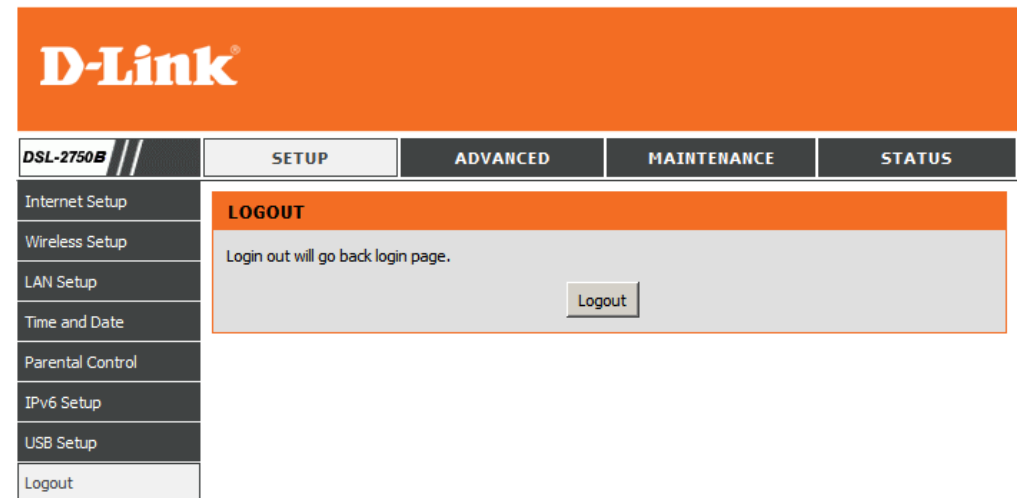 D-Link®
DSL-2750B
SETUP
ADVANCED
MAINTENANCE
STATUS
Internet Setup
Wireless Setup
LAN Setup
Time and Date
Parental Control
IPv6 Setup
USB Setup
Logout
LOGOUT
Login out will go back login page.
Logout